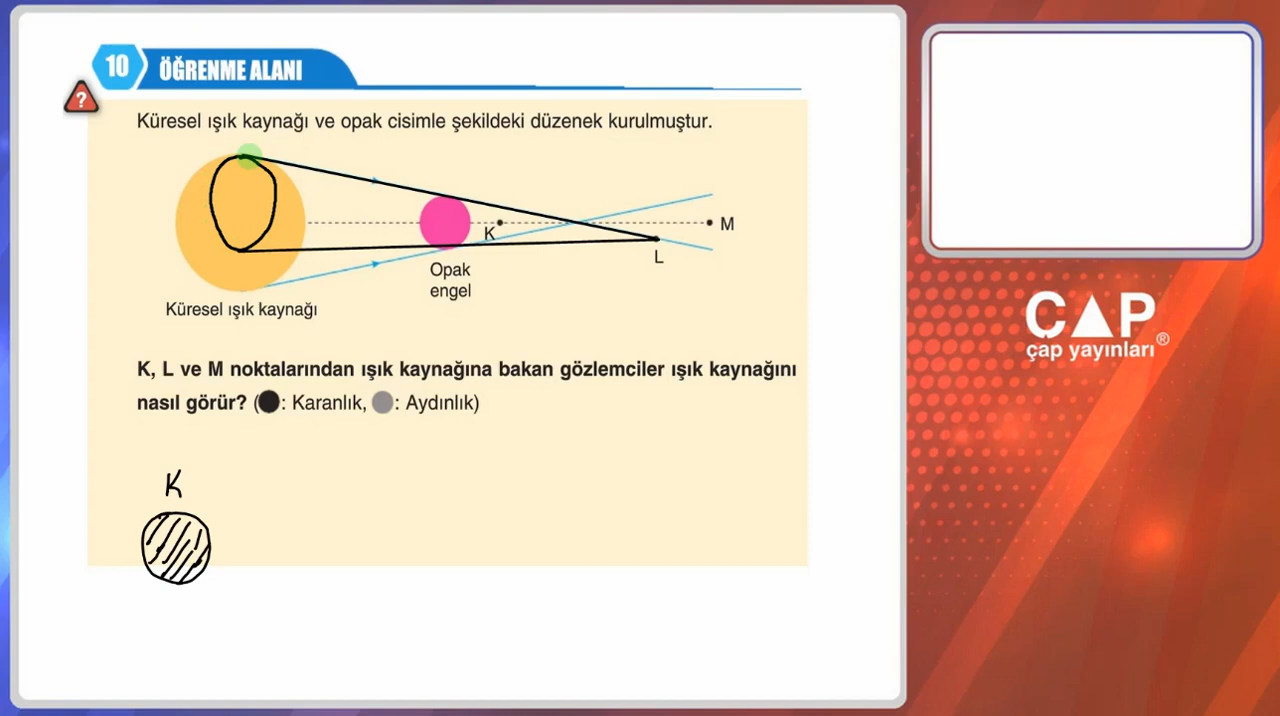 10 ÖĞRENME ALANI
?
Küresel ışık kaynağı ve opak cisimle şekildeki düzenek kurulmuştur.
K
M
L
Opak
engel
Küresel ışık kaynağı
K, L ve M noktalarından ışık kaynağına bakan gözlemciler ışık kaynağını
nasıl görür? (⚫: Karanlık, ⚫: Aydınlık)
K
ÇAP®
çap yayınları